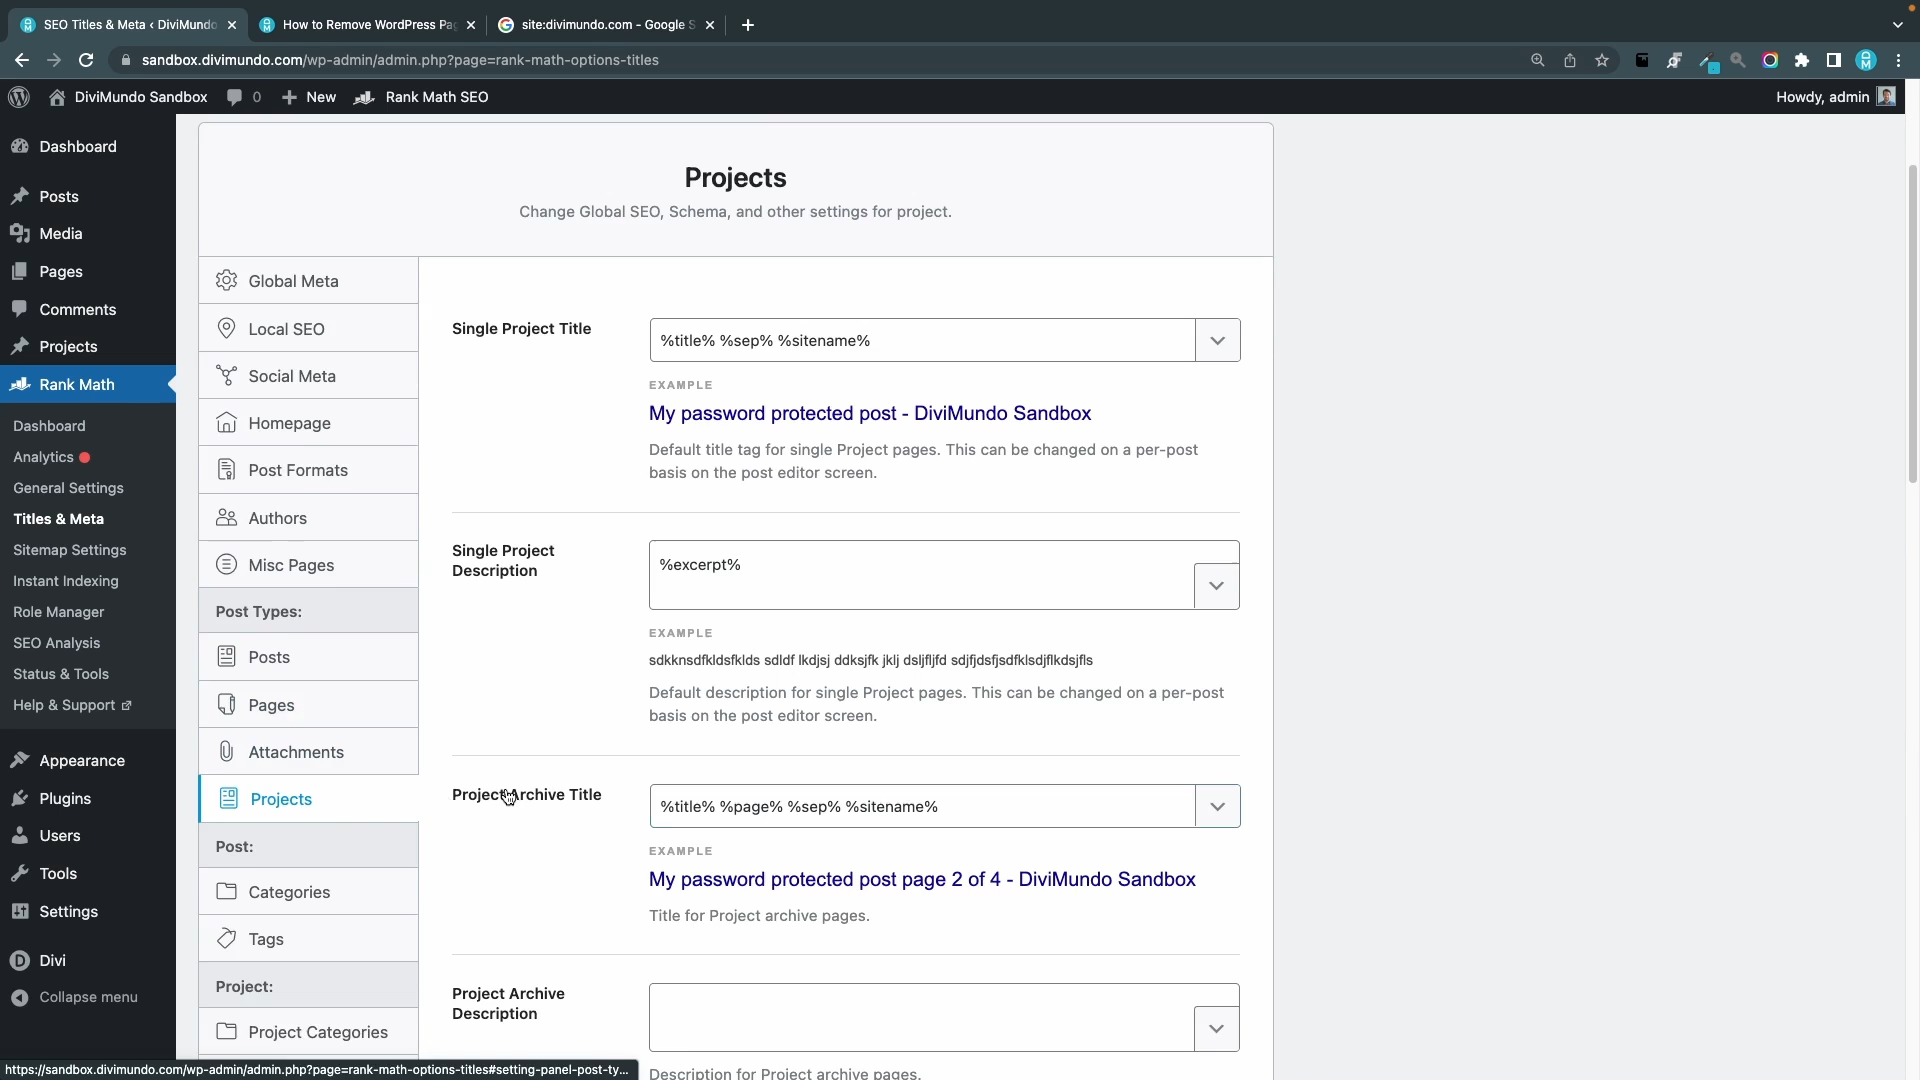 SEO Titles & Meta ‹ DiviMundo
How to Remove WordPress Pa
site:divimundo.com - Google S
sandbox.divimundo.com/wp-admin/admin.php?page=rank-math-options-titles
DiviMundo Sandbox
0
New
Rank Math SEO
Howdy, admin
Dashboard
Posts
Media
Pages
Comments
Projects
Rank Math
Dashboard
Analytics
General Settings
Titles & Meta
Sitemap Settings
Instant Indexing
Role Manager
SEO Analysis
Status & Tools
Help & Support
Appearance
Plugins
Users
Tools
Settings
Divi
Collapse menu
Projects
Change Global SEO, Schema, and other settings for project.
Global Meta
Local SEO
Social Meta
Homepage
Post Formats
Authors
Misc Pages
Post Types:
Posts
Pages
Attachments
Projects
Post:
Categories
Tags
Project:
Project Categories
Single Project Title
%title% %sep% %sitename%
EXAMPLE
My password protected post - DiviMundo Sandbox
Default title tag for single Project pages. This can be changed on a per-post
basis on the post editor screen.
Single Project
Description
%excerpt%
EXAMPLE
sdkknsdfkldsfklds sdldf lkdjsj ddksjfk jklj dsljfljfd sdjfjdsfjsdfklsdjflkdsjfls
Default description for single Project pages. This can be changed on a per-post
basis on the post editor screen.
Project Archive Title
%title% %page% %sep% %sitename%
EXAMPLE
My password protected post page 2 of 4 - DiviMundo Sandbox
Title for Project archive pages.
Project Archive
Description
Description for Project archive pages.
https://sandbox.divimundo.com/wp-admin/admin.php?page=rank-math-options-titles#setting-panel-post-ty...